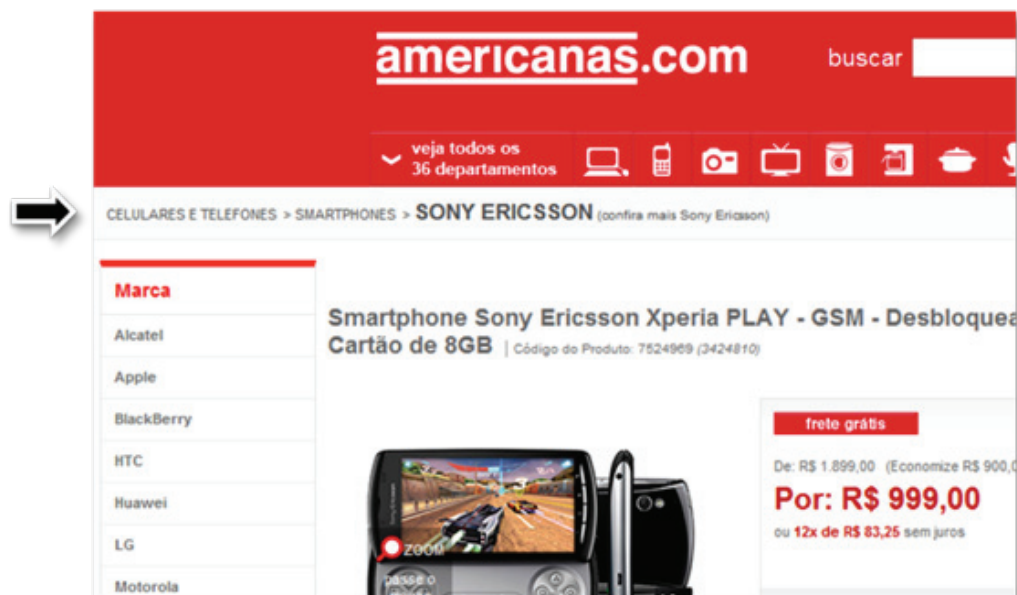 americanas.com
buscar
veja todos os
36 departamentos
CELULARES E TELEFONES > SMARTPHONES > SONY ERICSSON (confira mais Sony Ericsson)
Marca
Alcatel
Apple
BlackBerry
HTC
Huawei
LG
Motorola
Smartphone Sony Ericsson Xperia PLAY - GSM - Desbloquea
Cartão de 8GB | Código do Produto: 7524969 (3424810)
frete grátis
De: R$ 1.899,00 (Economize R$ 900,0
Por: R$ 999,00
ou 12x de R$ 83,25 sem juros
ZOOM
passe o